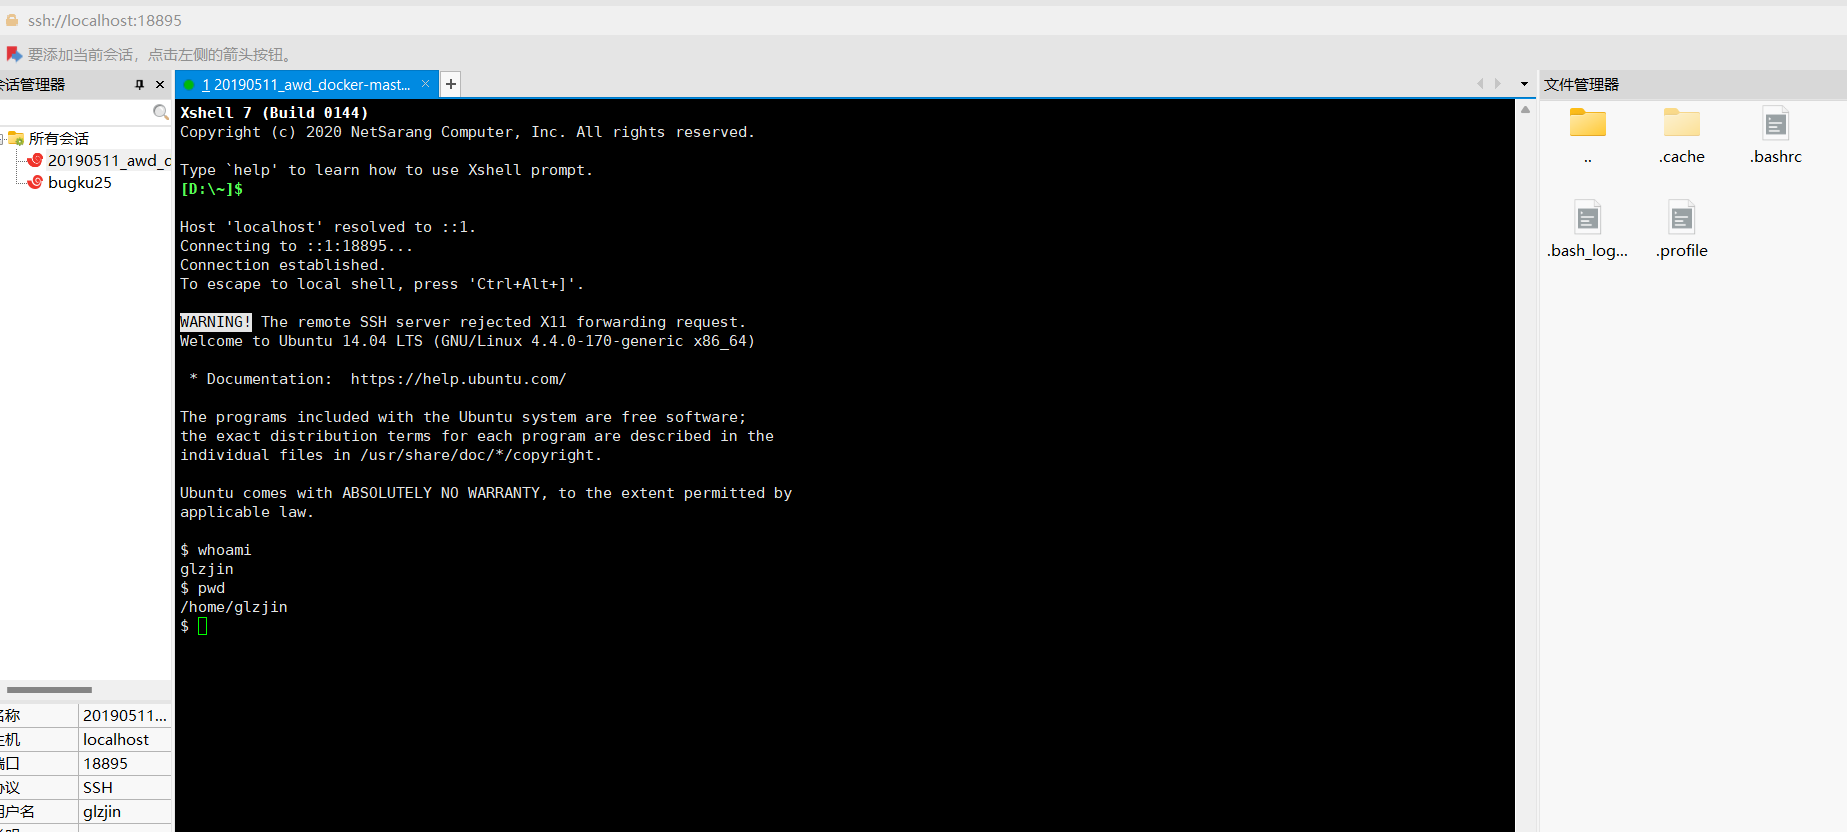 ssh://localhost:18895
要添加当前会话，点击左侧的箭头按钮。
话管理器
所有会话
20190511_awd_d
bugku25
名称 20190511...
主机 localhost
端口 18895
协议 SSH
用户名 glzjin
1 20190511_awd_docker-mast...
Xshell 7 (Build 0144)
Copyright (c) 2020 NetSarang Computer, Inc. All rights reserved.
Type `help' to learn how to use Xshell prompt.
[D:\~]$
Host 'localhost' resolved to ::1.
Connecting to ::1:18895...
Connection established.
To escape to local shell, press 'Ctrl+Alt+]'.
WARNING! The remote SSH server rejected X11 forwarding request.
Welcome to Ubuntu 14.04 LTS (GNU/Linux 4.4.0-170-generic x86_64)
* Documentation:  https://help.ubuntu.com/
The programs included with the Ubuntu system are free software;
the exact distribution terms for each program are described in the
individual files in /usr/share/doc/*/copyright.
Ubuntu comes with ABSOLUTELY NO WARRANTY, to the extent permitted by
applicable law.
$ whoami
glzjin
$ pwd
/home/glzjin
$
文件管理器
.. .cache .bashrc
.bash_log... .profile